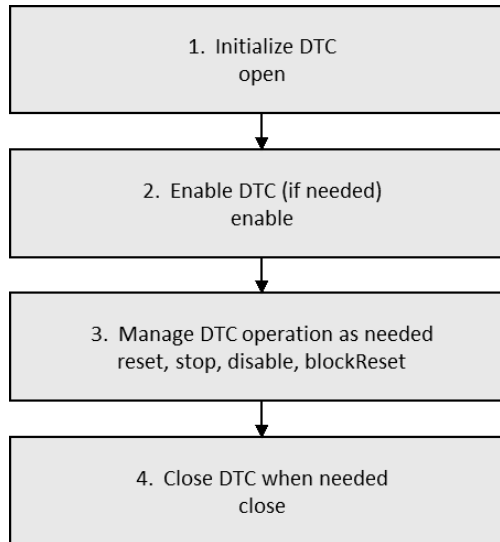 1. Initialize DTC
open
2. Enable DTC (if needed)
enable
3. Manage DTC operation as needed
reset, stop, disable, blockReset
4. Close DTC when needed
close